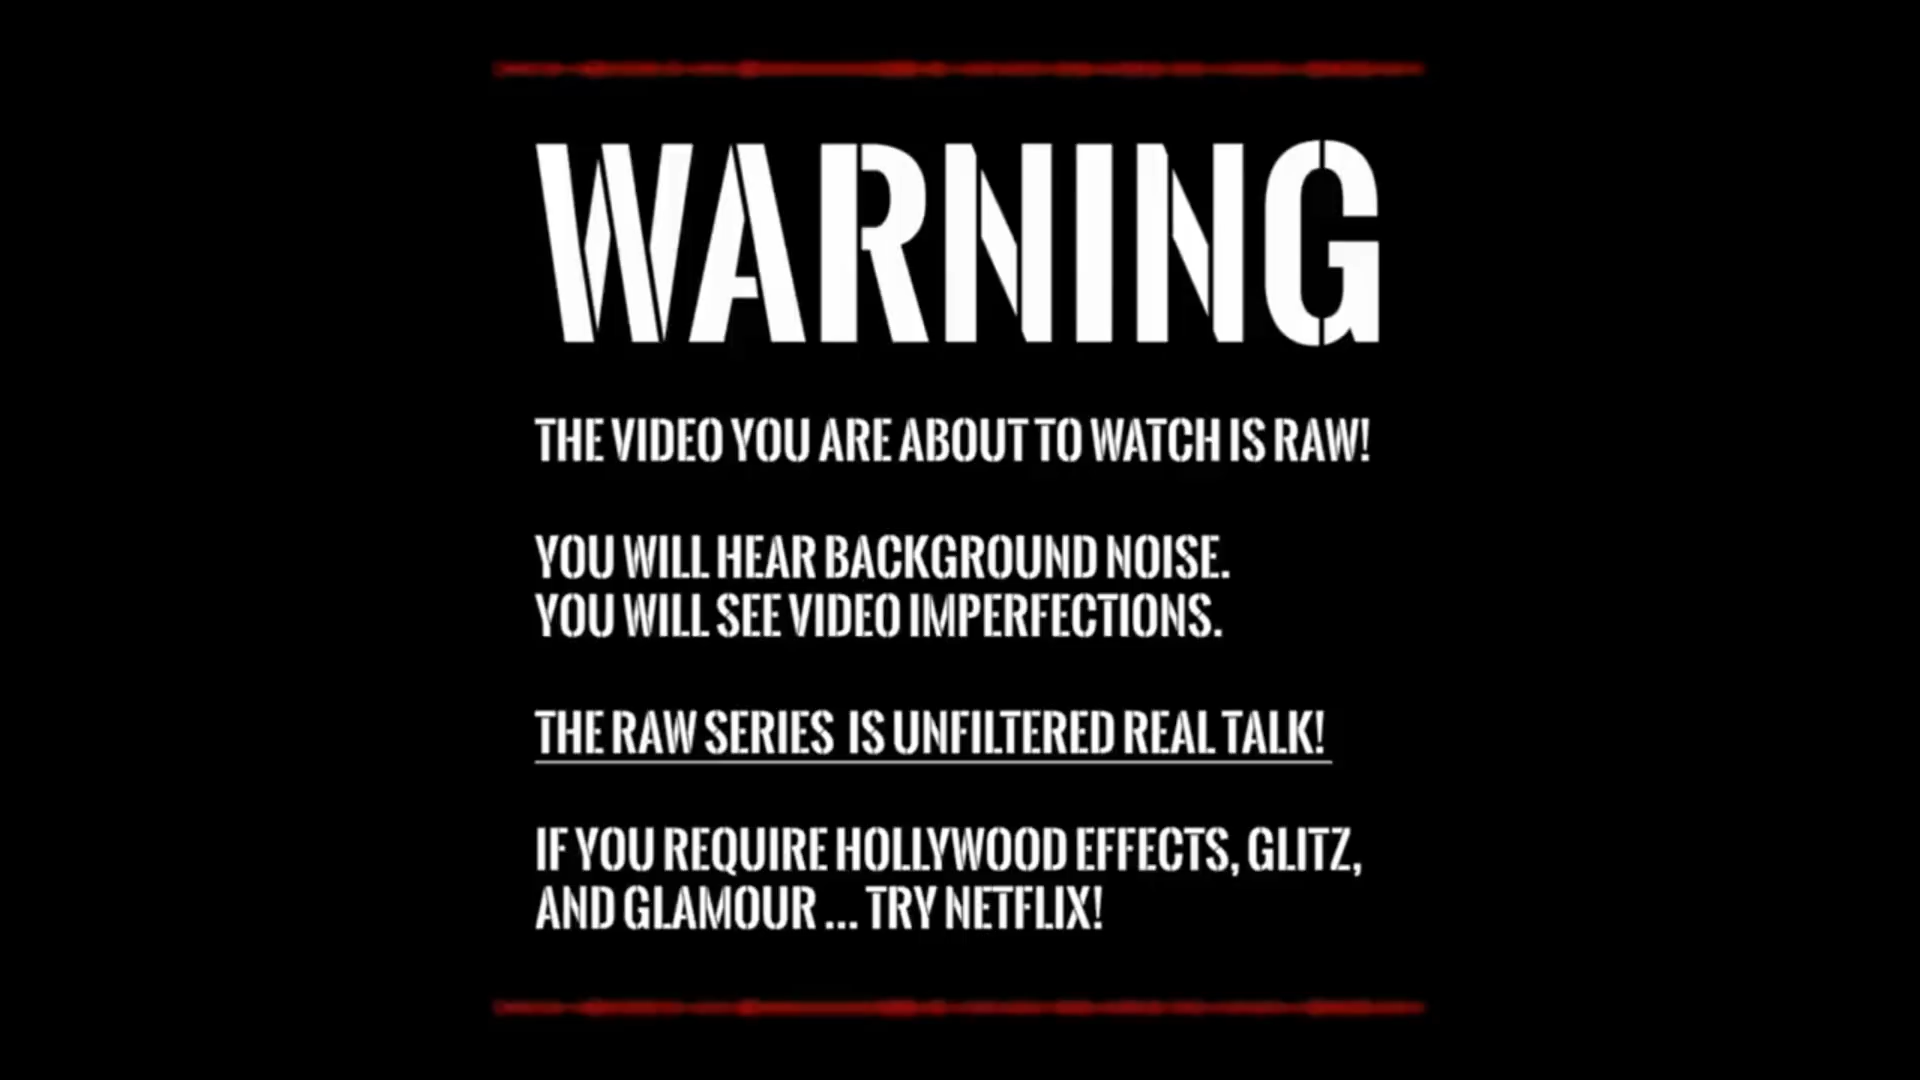 WARNING
THE VIDEO YOU ARE ABOUT TO WATCH IS RAW!
YOU WILL HEAR BACKGROUND NOISE.
YOU WILL SEE VIDEO IMPERFECTIONS.
THE RAW SERIES IS UNFILTERED REAL TALK!
IF YOU REQUIRE HOLLYWOOD EFFECTS, GLITZ,
AND GLAMOUR ... TRY NETFLIX!